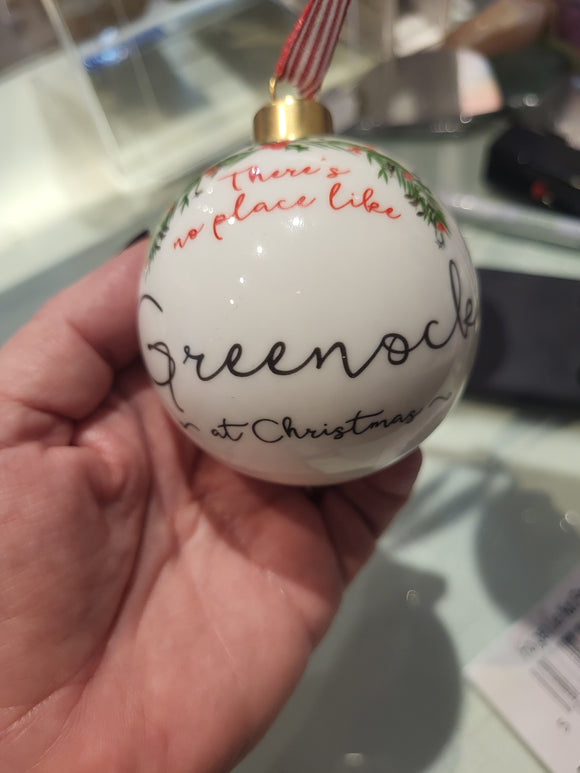 There's
no place like
Greenock
~ at Christmas ~